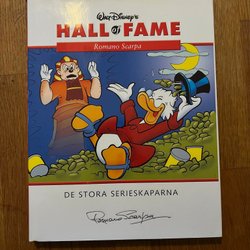 Walt Disney's
HALL of FAME
Romano Scarpa
DE STORA SERIESKAPARNA
Romano Scarpa